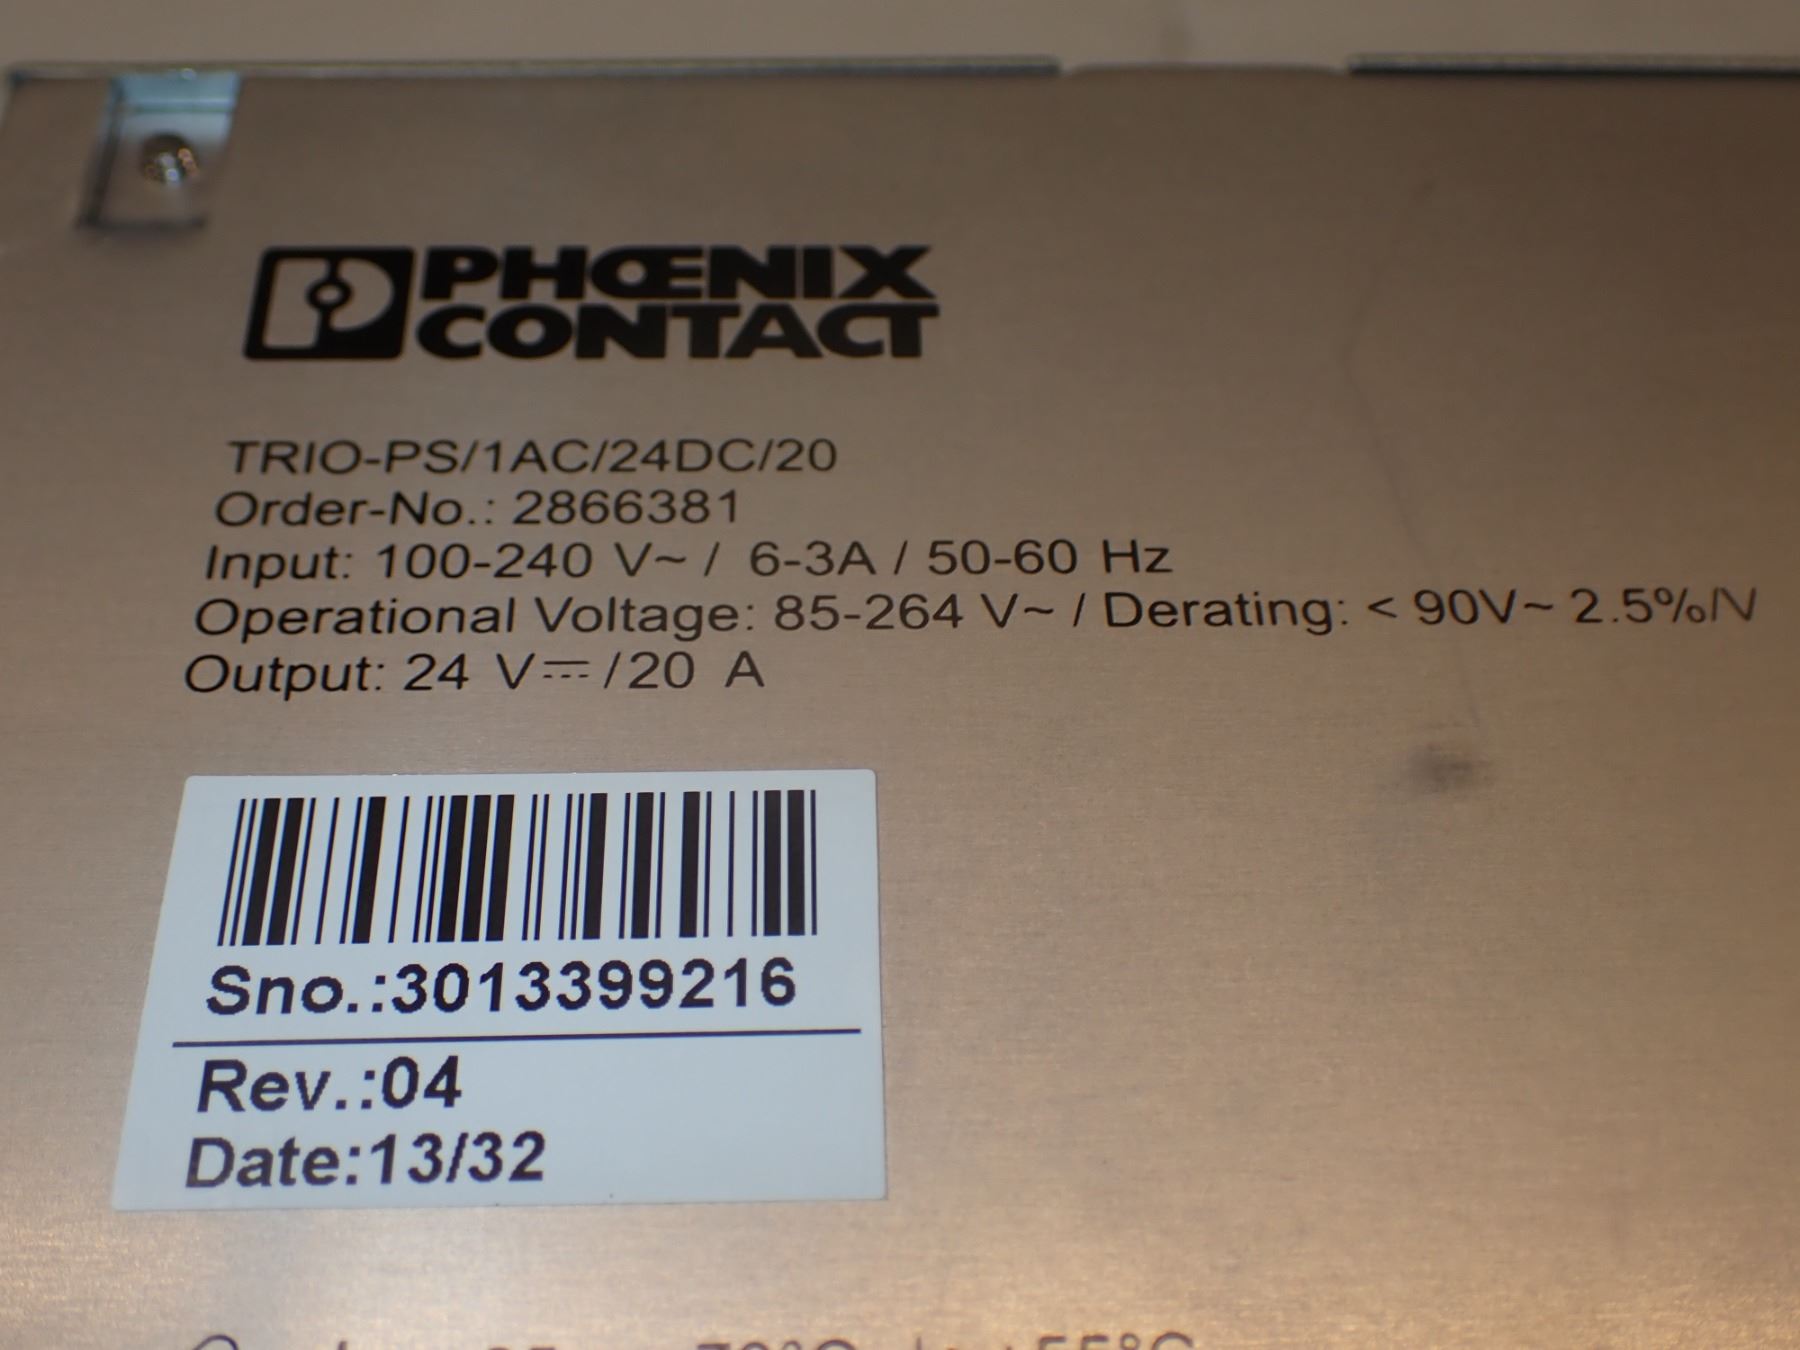 PHŒNIX
CONTACT
TRIO-PS/1AC/24DC/20
Order-No.: 2866381
Input: 100-240 V~ / 6-3A / 50-60 Hz
Operational Voltage: 85-264 V~ / Derating: < 90V~ 2.5%/V
Output: 24 V⎓ /20 A
Sno.:3013399216
Rev.:04
Date:13/32